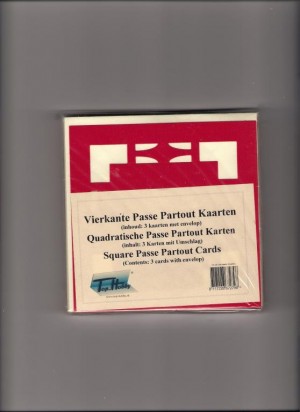 Vierkante Passe Partout Kaarten
(inhoud: 3 kaarten met envelop)
Quadratische Passe Partout Karten
(inhalt: 3 Karten mit Umschlag)
Square Passe Partout Cards
(Contents: 3 cards with envelop)